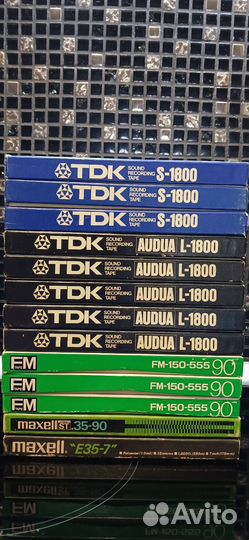 TDK SOUND RECORDING TAPE S-1800
TDK SOUND RECORDING TAPE S-1800
TDK SOUND RECORDING TAPE S-1800
TDK SOUND RECORDING TAPE AUDUA L-1800
TDK SOUND RECORDING TAPE AUDUA L-1800
TDK SOUND RECORDING TAPE AUDUA L-1800
TDK SOUND RECORDING TAPE AUDUA L-1800
TDK SOUND RECORDING TAPE AUDUA L-1800
FM FM-150-555 90
FM FM-150-555 90
FM FM-150-555 90
maxell ST 35-90
maxell "E35-7"
Avito